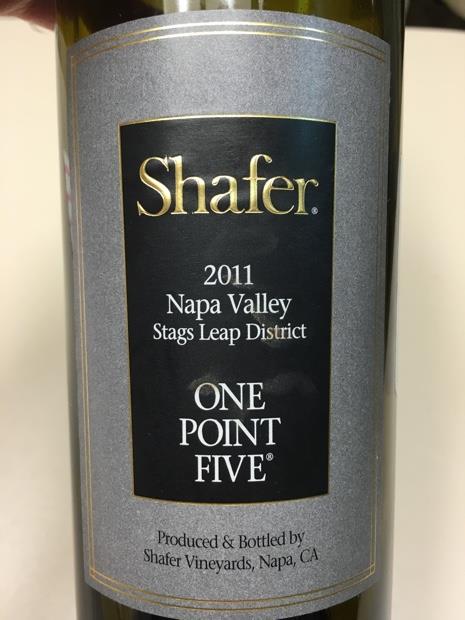 Shafer®
2011
Napa Valley
Stags Leap District
ONE
POINT
FIVE®
Produced & Bottled by
Shafer Vineyards, Napa, CA